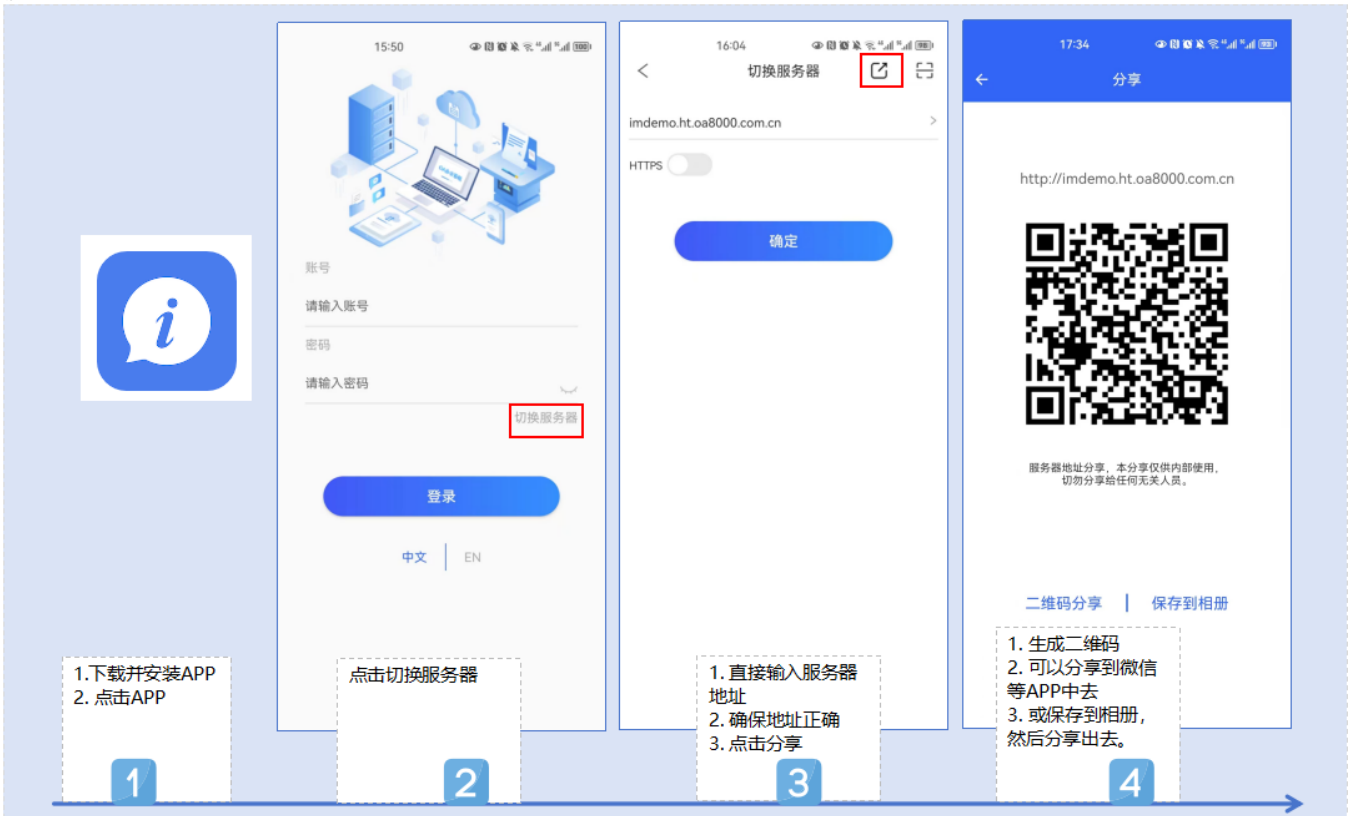 15:50
账号
请输入账号
密码
请输入密码
切换服务器
登录
中文 EN
16:04
切换服务器
imdemo.ht.oa8000.com.cn
HTTPS
确定
17:34
分享
http://imdemo.ht.oa8000.com.cn
服务器地址分享，本分享仅供内部使用，
切勿分享给任何无关人员。
二维码分享 保存到相册
1.下载并安装APP
2. 点击APP
1
点击切换服务器
2
1. 直接输入服务器
地址
2. 确保地址正确
3. 点击分享
3
1. 生成二维码
2. 可以分享到微信
等APP中去
3. 或保存到相册，
然后分享出去。
4